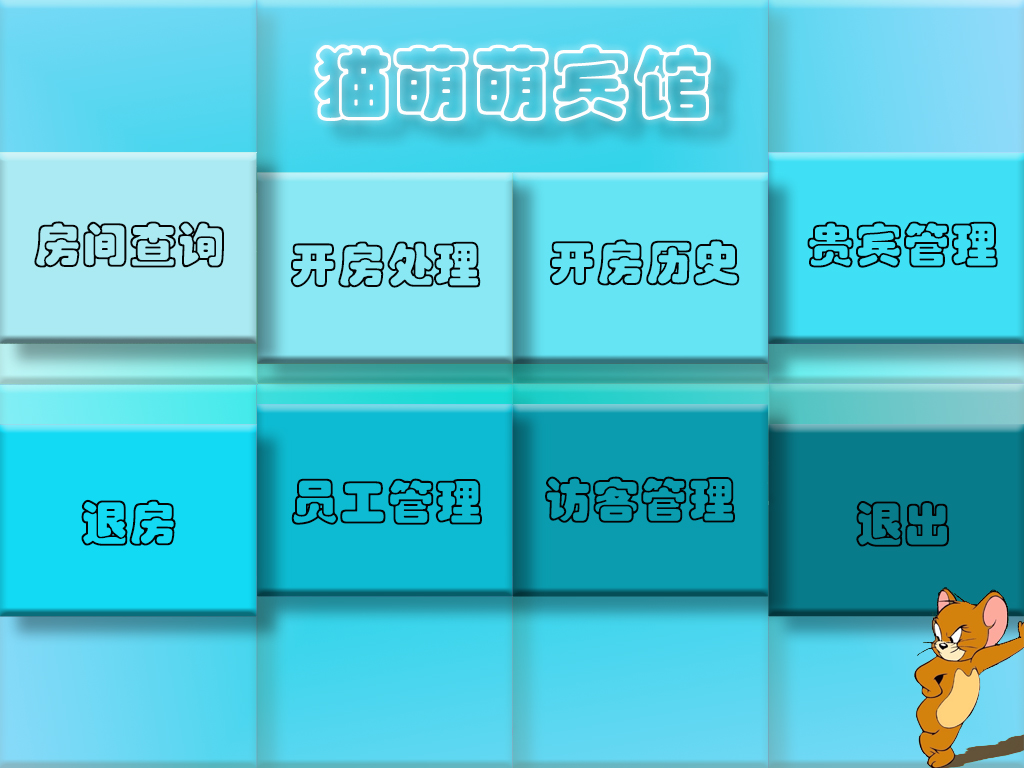 猫萌萌宾馆
房间查询
开房处理
开房历史
贵宾管理
退房
员工管理
访客管理
退出